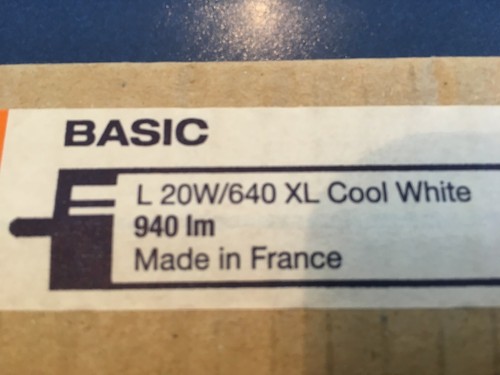 BASIC
L 20W/640 XL Cool White
940 lm
Made in France